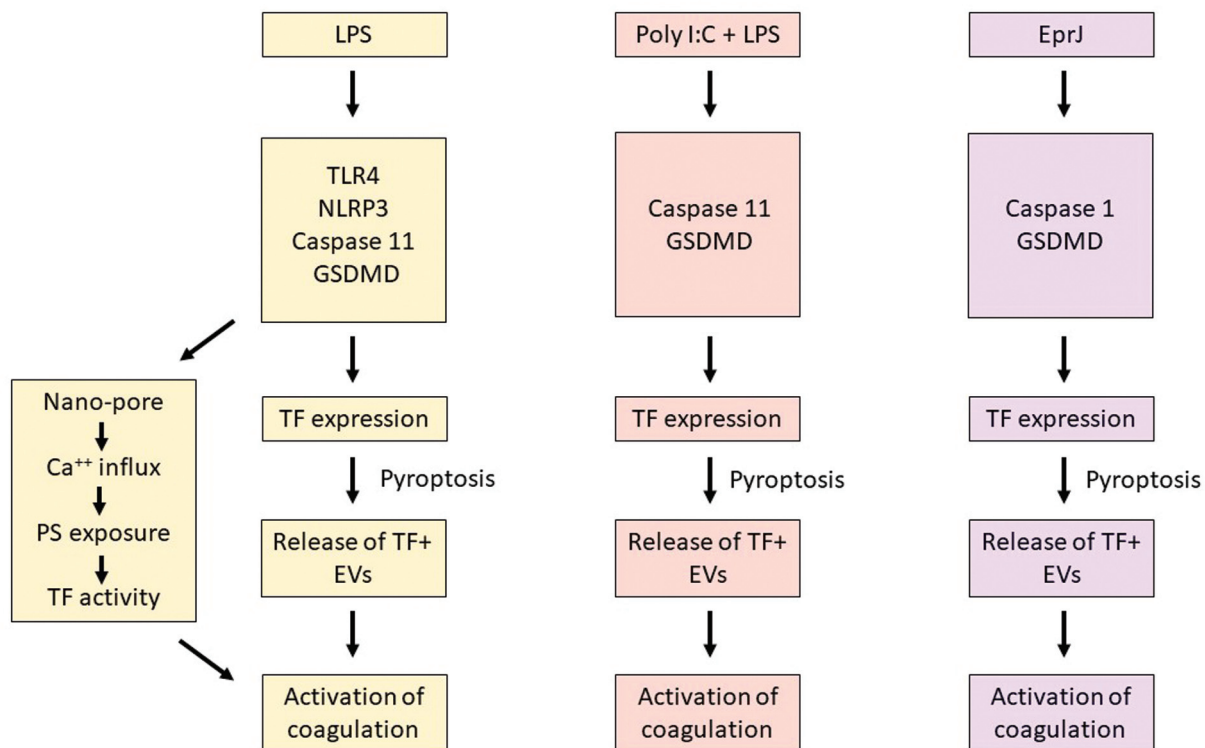 LPS
TLR4
NLRP3
Caspase 11
GSDMD
Nano-pore
Ca⁺⁺ influx
PS exposure
TF activity
TF expression
Pyroptosis
Release of TF+
EVs
Activation of
coagulation
Poly I:C + LPS
Caspase 11
GSDMD
TF expression
Pyroptosis
Release of TF+
EVs
Activation of
coagulation
EprJ
Caspase 1
GSDMD
TF expression
Pyroptosis
Release of TF+
EVs
Activation of
coagulation